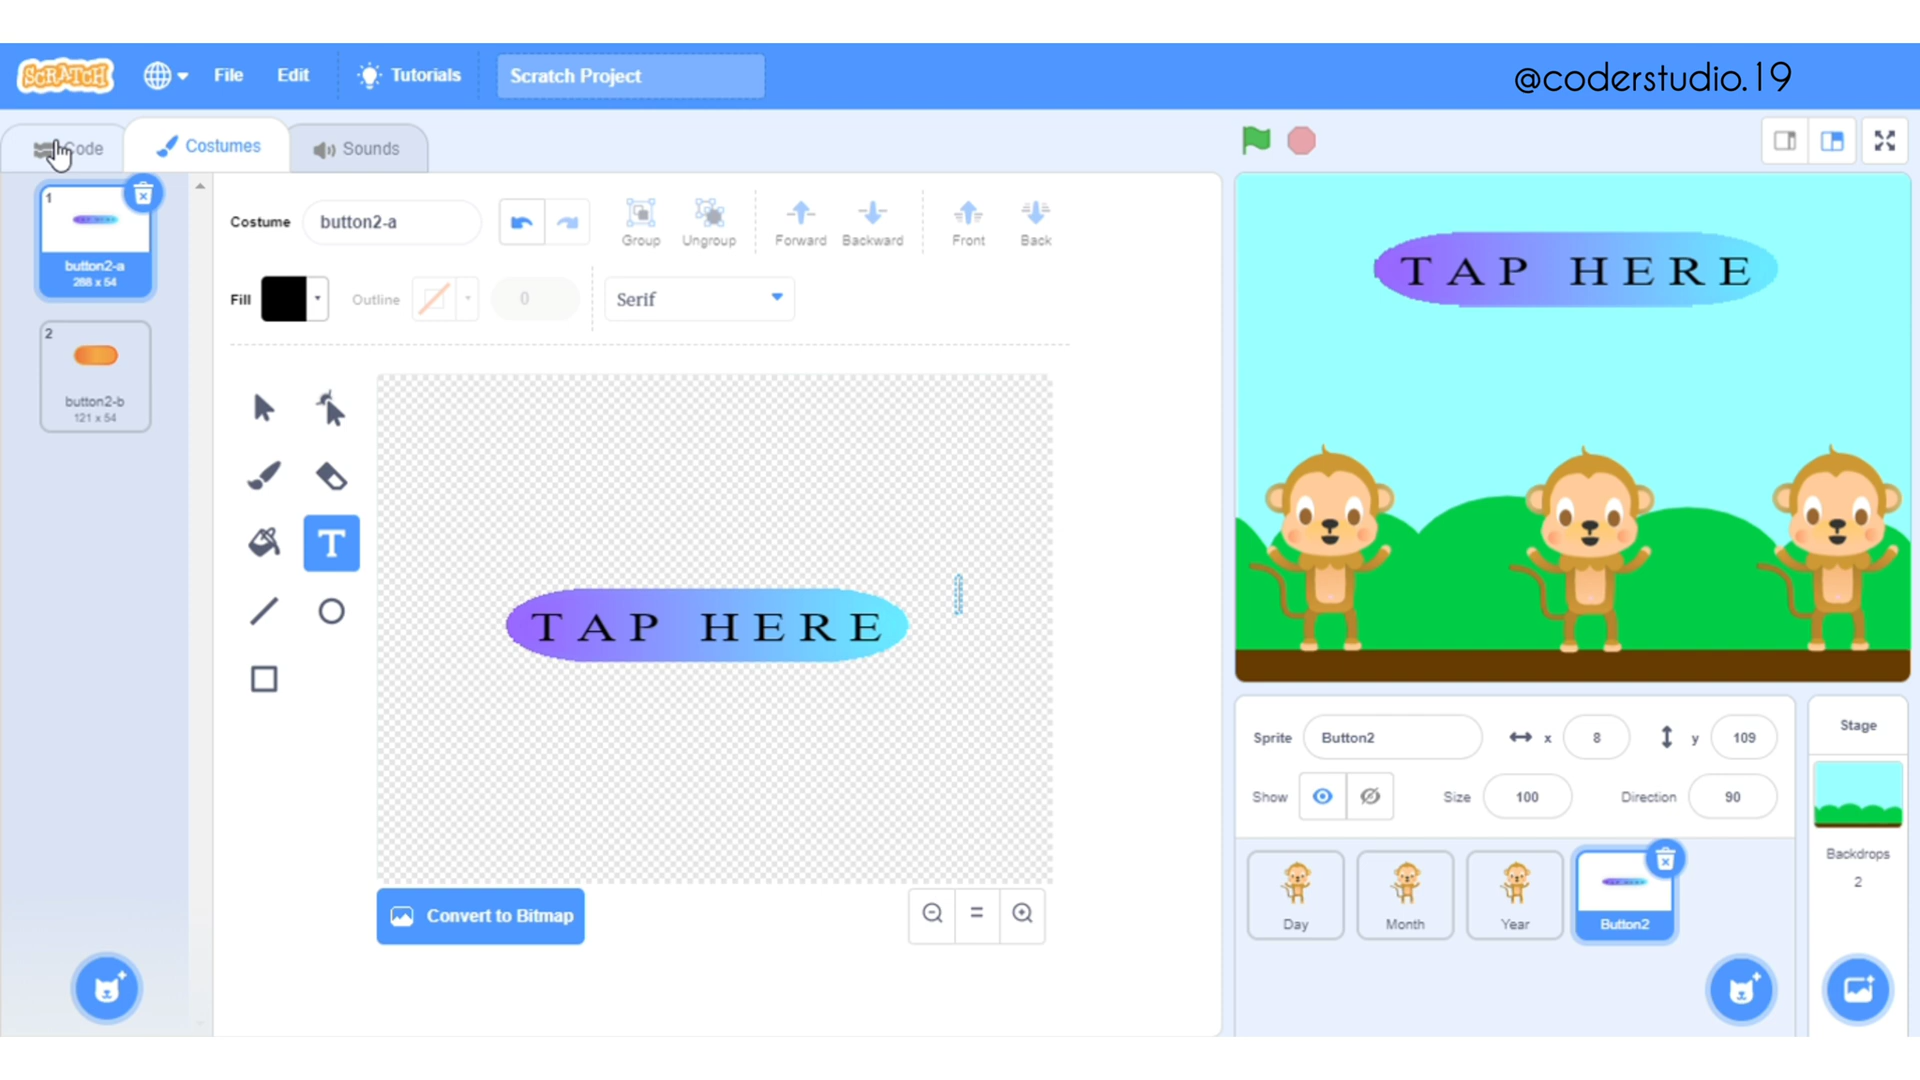 SCRATCH File Edit Tutorials Scratch Project @coderstudio.19
Code Costumes Sounds
1
button2-a
288 x 54
2
button2-b
121 x 54
Costume button2-a Group Ungroup Forward Backward Front Back
Fill Outline 0 Serif
T
TAP HERE
Convert to Bitmap
TAP HERE
Sprite Button2 x 8 y 109
Show Size 100 Direction 90
Day Month Year Button2
Stage
Backdrops
2